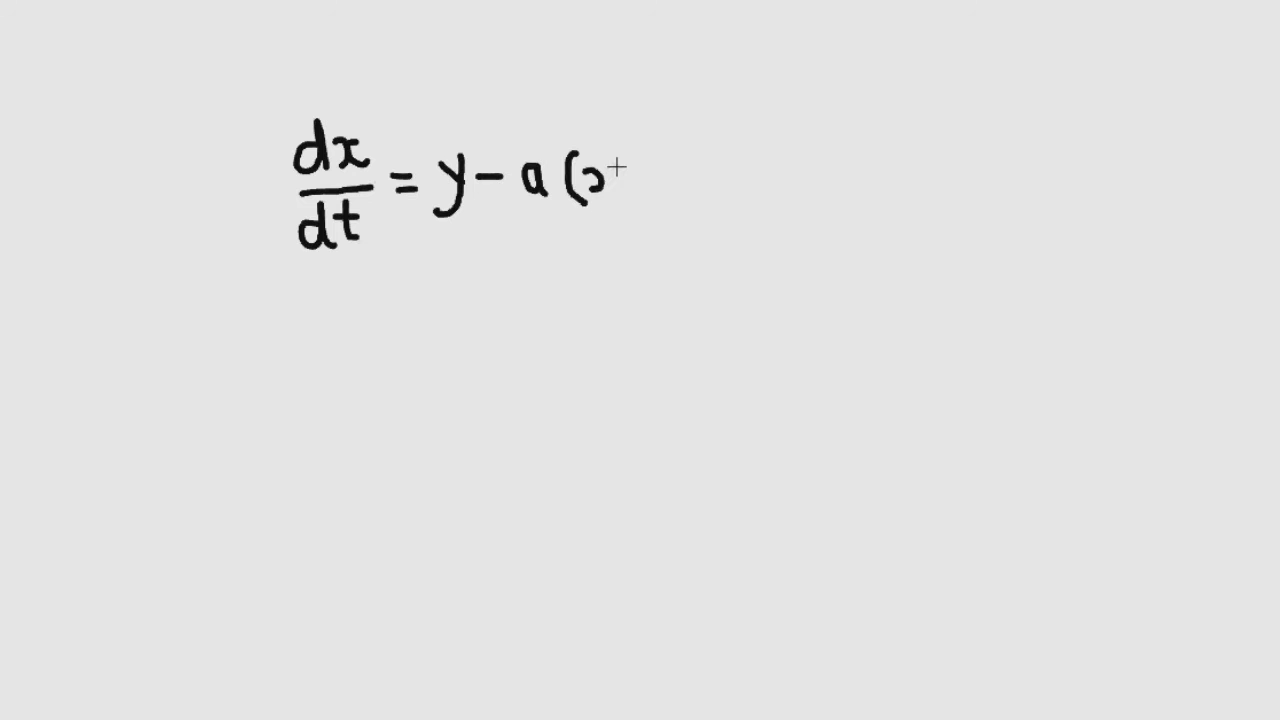 dx/dt = y - a (